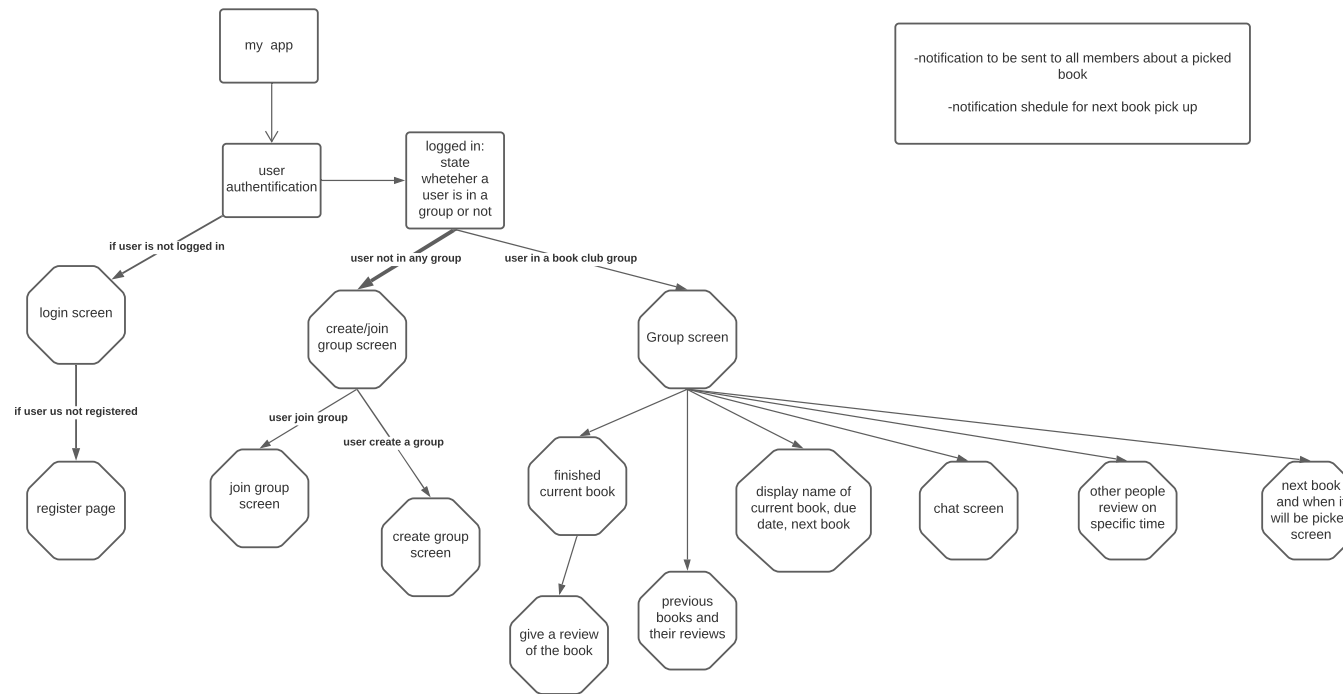 my app
-notification to be sent to all members about a picked
book
-notification shedule for next book pick up
user
authentification
logged in:
state
wheteher a
user is in a
group or not
if user is not logged in
user not in any group
user in a book club group
login screen
create/join
group screen
Group screen
if user us not registered
user join group
user create a group
register page
join group
screen
create group
screen
finished
current book
display name of
current book, due
date, next book
chat screen
other people
review on
specific time
next book
and when
will be
screen
give a review
of the book
previous
books and
their reviews